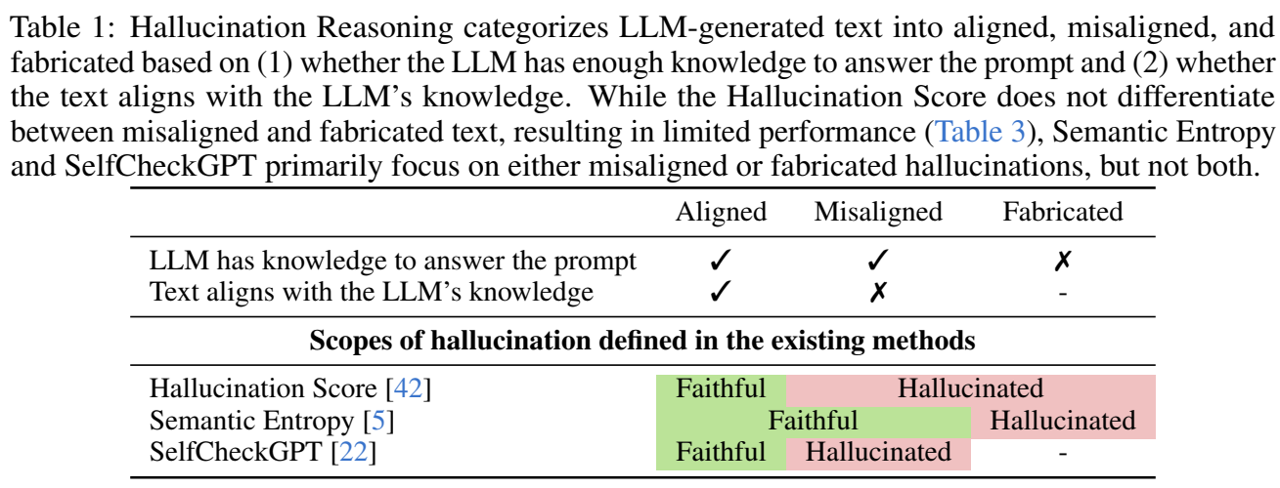 Table 1: Hallucination Reasoning categorizes LLM-generated text into aligned, misaligned, and
fabricated based on (1) whether the LLM has enough knowledge to answer the prompt and (2) whether
the text aligns with the LLM's knowledge. While the Hallucination Score does not differentiate
between misaligned and fabricated text, resulting in limited performance (Table 3), Semantic Entropy
and SelfCheckGPT primarily focus on either misaligned or fabricated hallucinations, but not both.
Aligned Misaligned Fabricated
LLM has knowledge to answer the prompt ✓ ✓ ✗
Text aligns with the LLM's knowledge ✓ ✗ -
Scopes of hallucination defined in the existing methods
Hallucination Score [42] Faithful Hallucinated
Semantic Entropy [5] Faithful Hallucinated
SelfCheckGPT [22] Faithful Hallucinated -